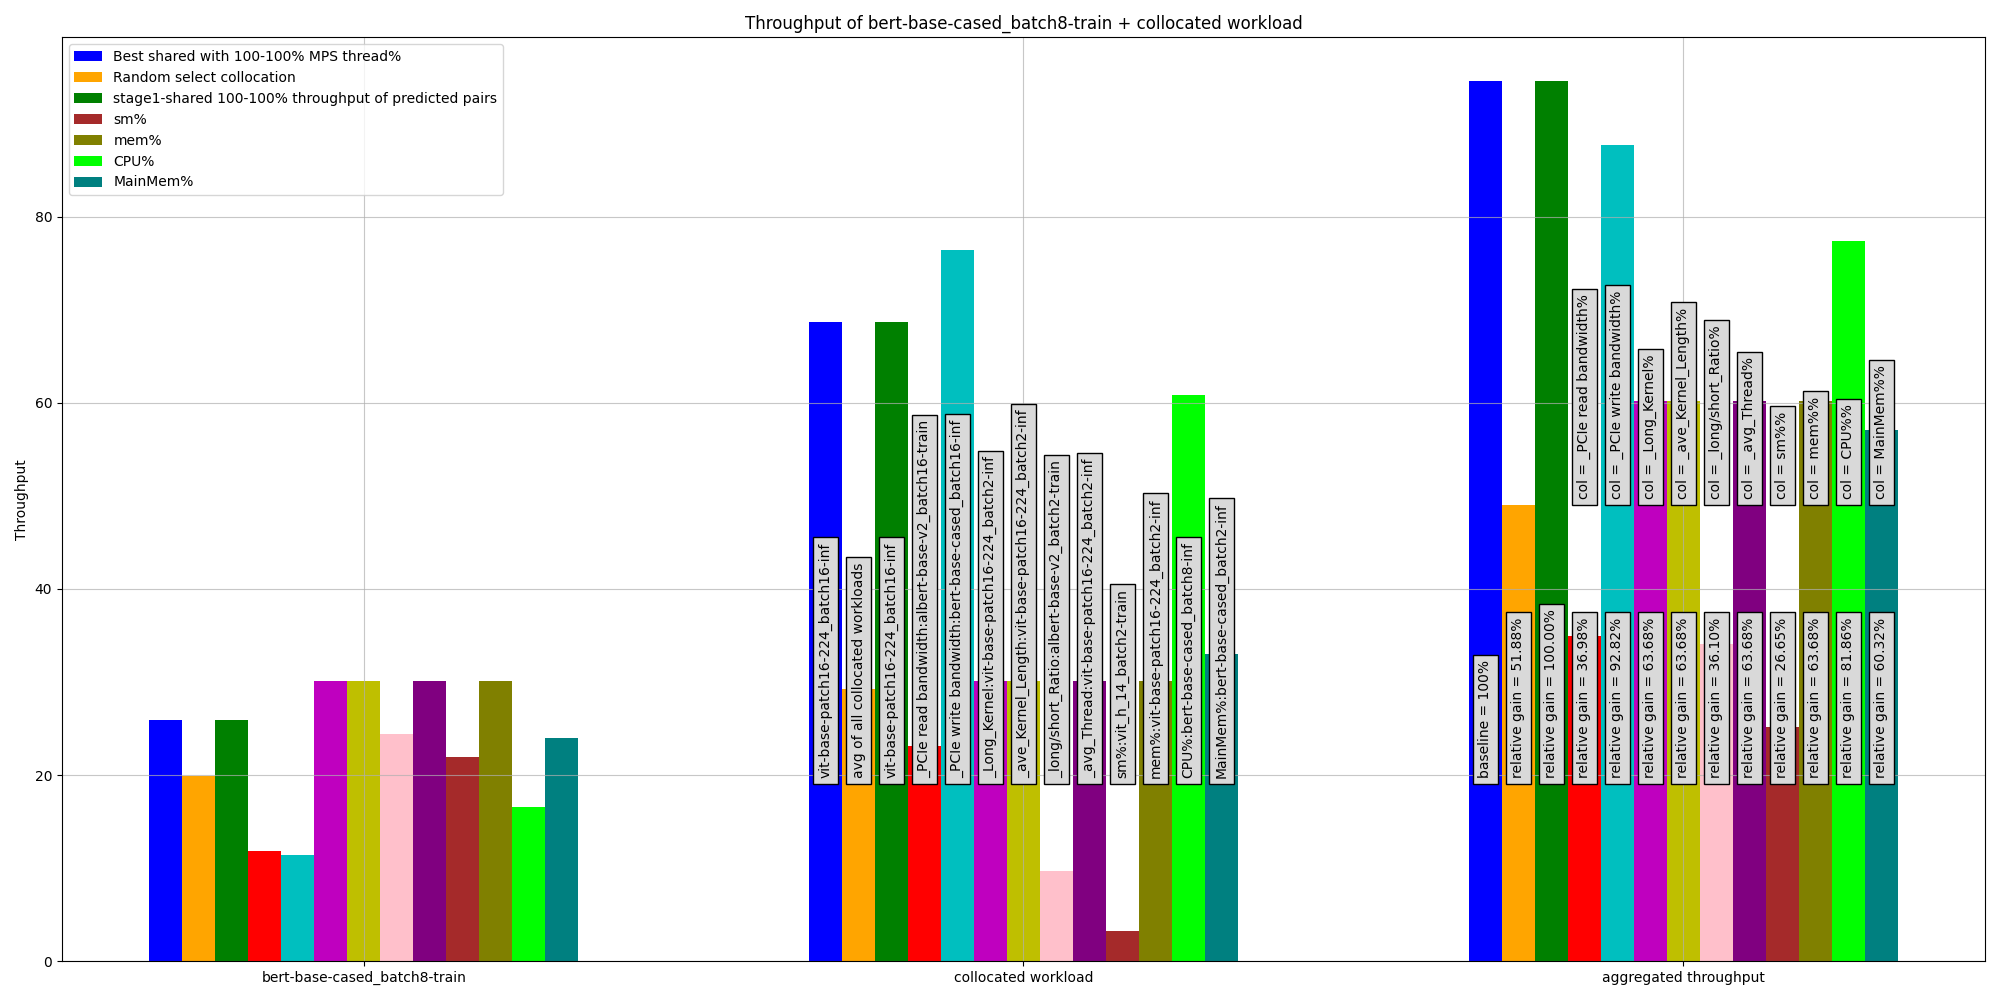 Throughput of bert-base-cased_batch8-train + collocated workload
Best shared with 100-100% MPS thread%
Random select collocation
stage1-shared 100-100% throughput of predicted pairs
sm%
mem%
CPU%
MainMem%
Throughput
80
60
40
20
0
vit-base-patch16-224_batch16-inf
avg of all collocated workloads
vit-base-patch16-224_batch16-inf
_PCIe read bandwidth:albert-base-v2_batch16-train
_PCIe write bandwidth:bert-base-cased_batch16-inf
_Long_Kernel:vit-base-patch16-224_batch2-inf
_ave_Kernel_Length:vit-base-patch16-224_batch2-inf
_long/short_Ratio:albert-base-v2_batch2-train
_avg_Thread:vit-base-patch16-224_batch2-inf
sm%:vit_h_14_batch2-train
mem%:vit-base-patch16-224_batch2-inf
CPU%:bert-base-cased_batch8-inf
MainMem%:bert-base-cased_batch2-inf
col = _PCIe read bandwidth%
col = _PCIe write bandwidth%
col = _Long_Kernel%
col = _ave_Kernel_Length%
col = _long/short_Ratio%
col = _avg_Thread%
col = sm%%
col = mem%%
col = CPU%%
col = MainMem%%
baseline = 100%
relative gain = 51.88%
relative gain = 100.00%
relative gain = 36.98%
relative gain = 92.82%
relative gain = 63.68%
relative gain = 63.68%
relative gain = 36.10%
relative gain = 63.68%
relative gain = 26.65%
relative gain = 63.68%
relative gain = 81.86%
relative gain = 60.32%
bert-base-cased_batch8-train
collocated workload
aggregated throughput